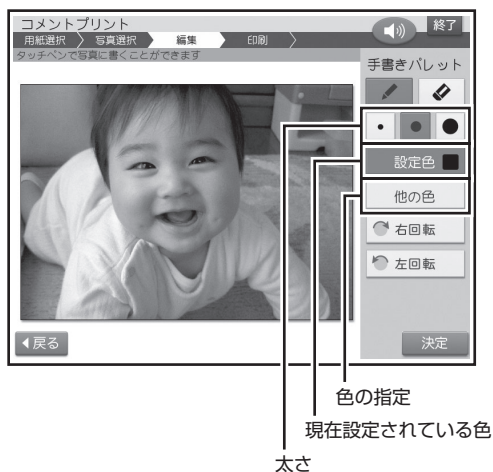 コメントプリント
終了
用紙選択 写真選択 編集 印刷
タッチペンで写真に書くことができます
手書きパレット
設定色
他の色
右回転
左回転
戻る
決定
色の指定
現在設定されている色
太さ